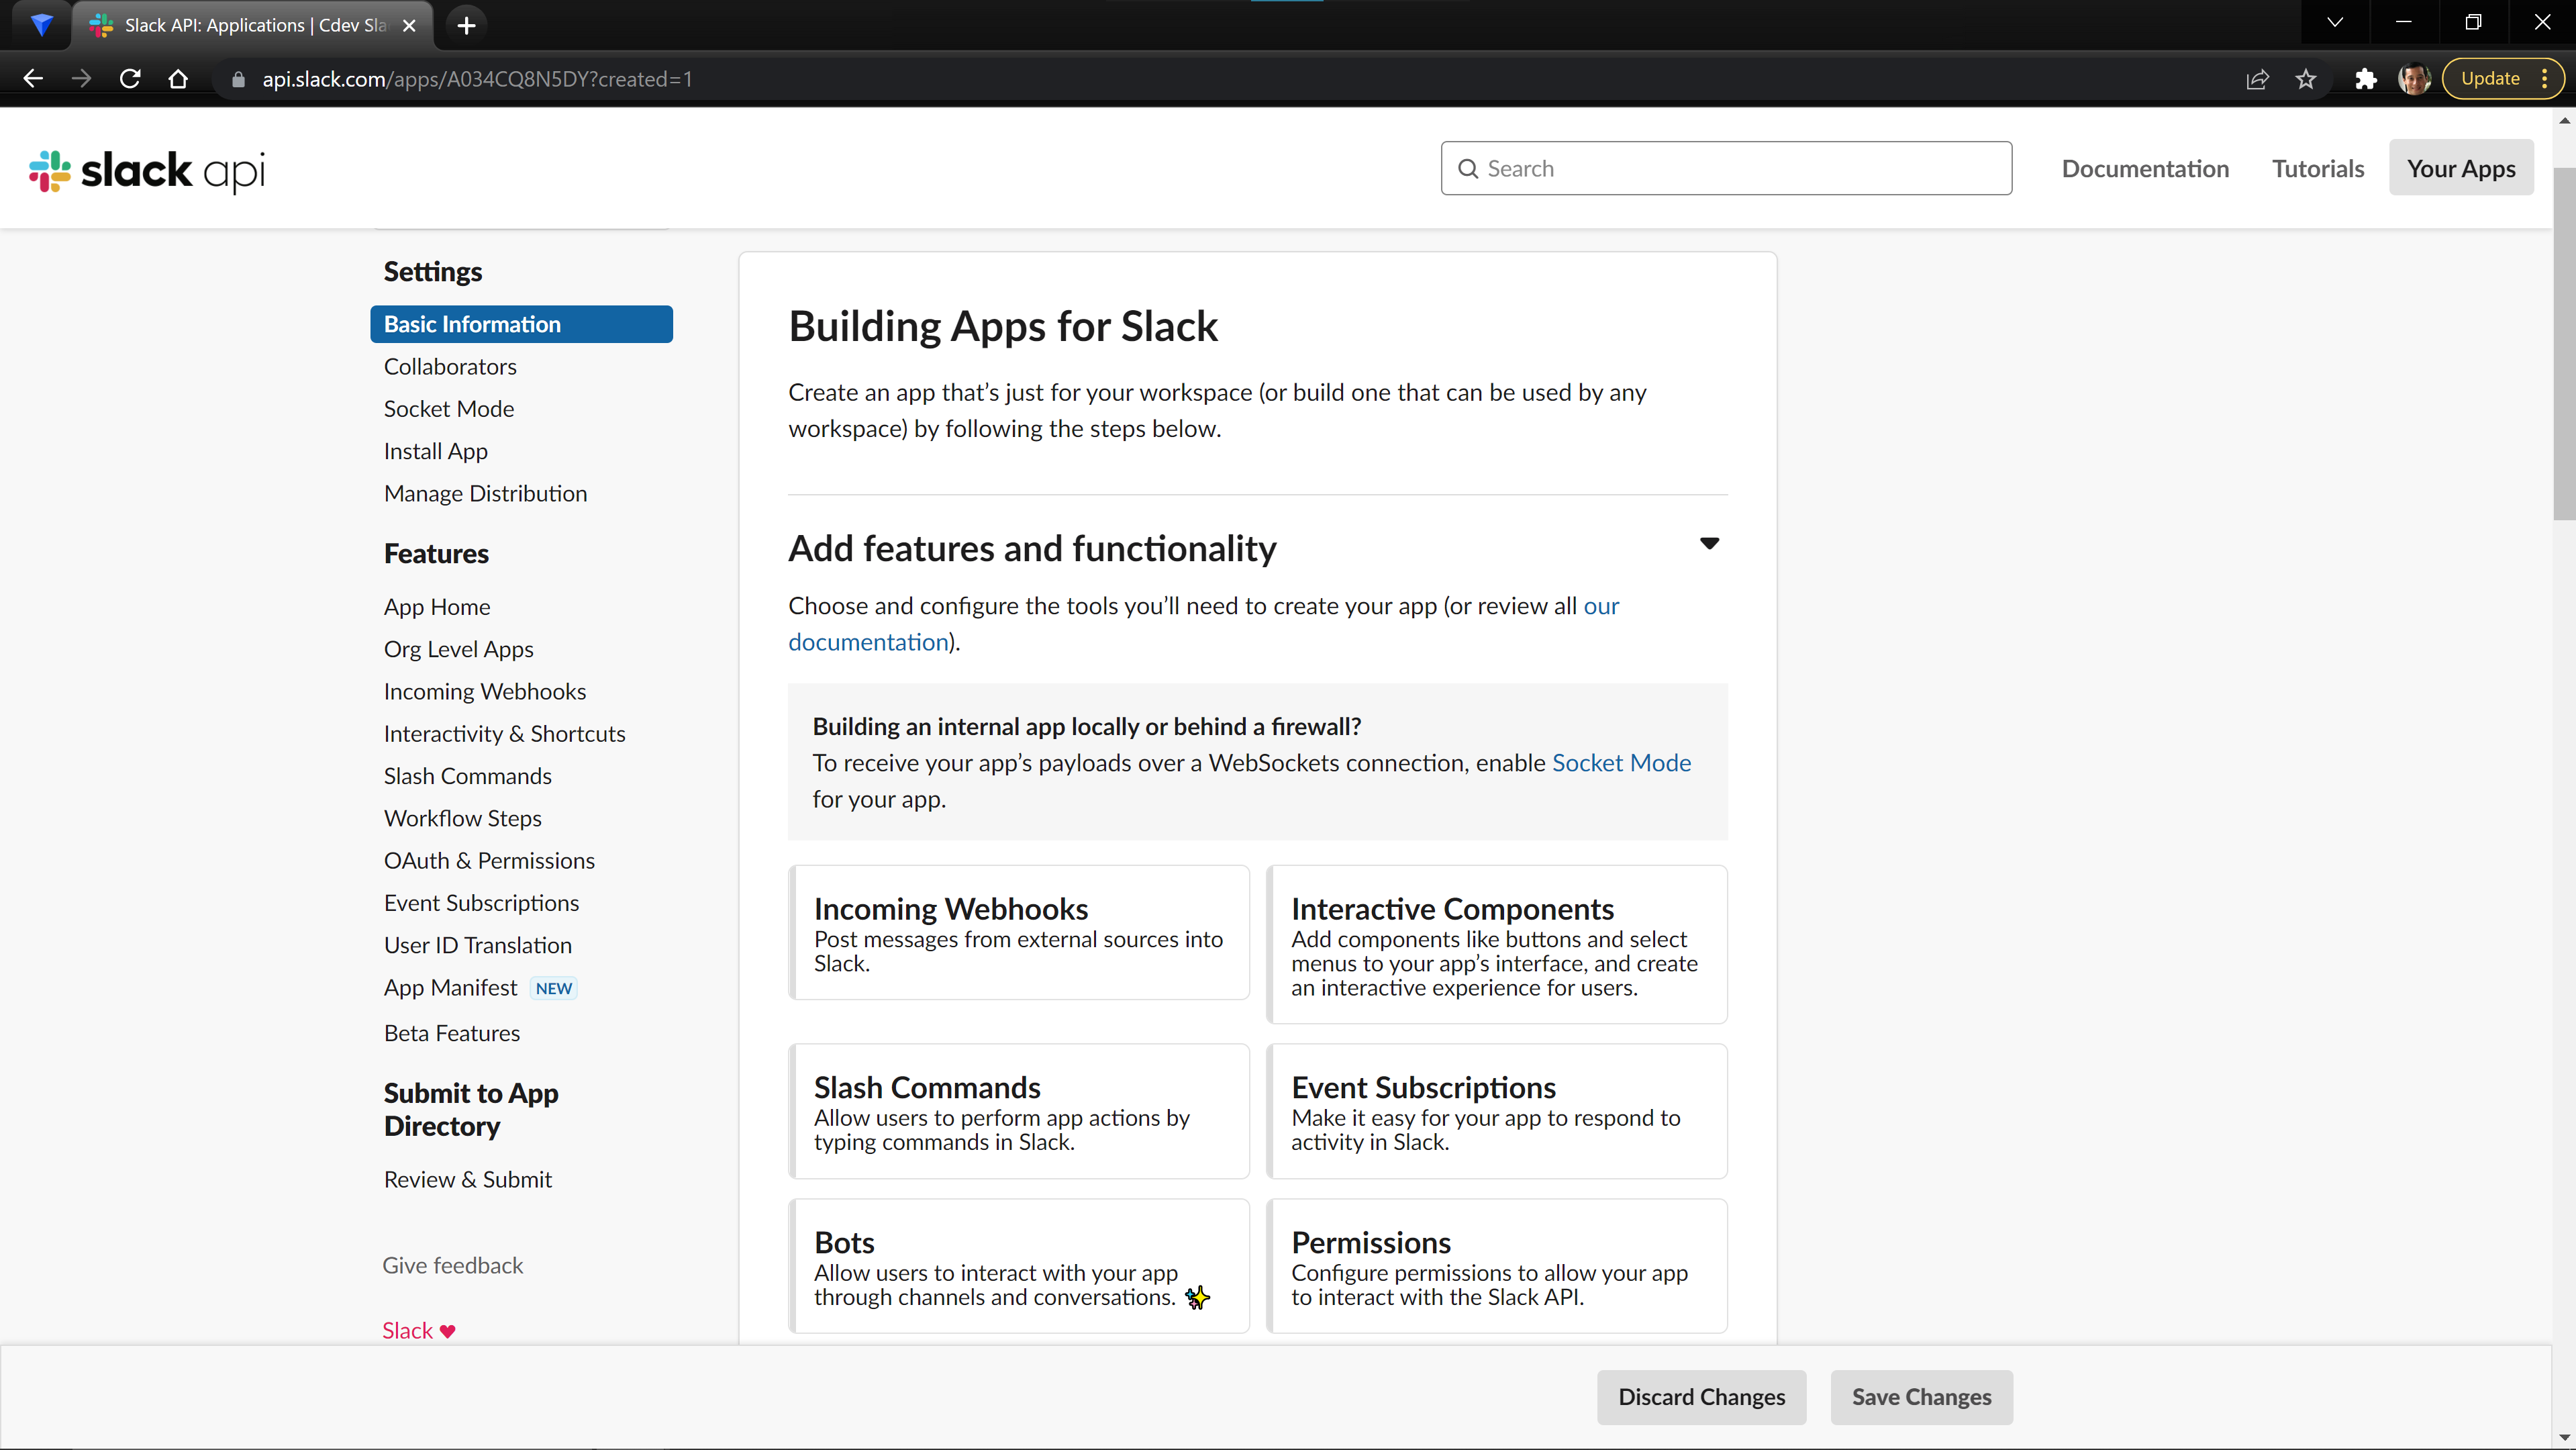 Slack API: Applications | Cdev Sla
api.slack.com/apps/A034CQ8N5DY?created=1
Update
slack api
Search
Documentation
Tutorials
Your Apps
Settings
Basic Information
Collaborators
Socket Mode
Install App
Manage Distribution
Features
App Home
Org Level Apps
Incoming Webhooks
Interactivity & Shortcuts
Slash Commands
Workflow Steps
OAuth & Permissions
Event Subscriptions
User ID Translation
App Manifest NEW
Beta Features
Submit to App
Directory
Review & Submit
Give feedback
Slack ♥
Building Apps for Slack
Create an app that’s just for your workspace (or build one that can be used by any
workspace) by following the steps below.
Add features and functionality
Choose and configure the tools you’ll need to create your app (or review all our
documentation).
Building an internal app locally or behind a firewall?
To receive your app’s payloads over a WebSockets connection, enable Socket Mode
for your app.
Incoming Webhooks
Post messages from external sources into
Slack.
Interactive Components
Add components like buttons and select
menus to your app’s interface, and create
an interactive experience for users.
Slash Commands
Allow users to perform app actions by
typing commands in Slack.
Event Subscriptions
Make it easy for your app to respond to
activity in Slack.
Bots
Allow users to interact with your app
through channels and conversations.
Permissions
Configure permissions to allow your app
to interact with the Slack API.
Discard Changes
Save Changes